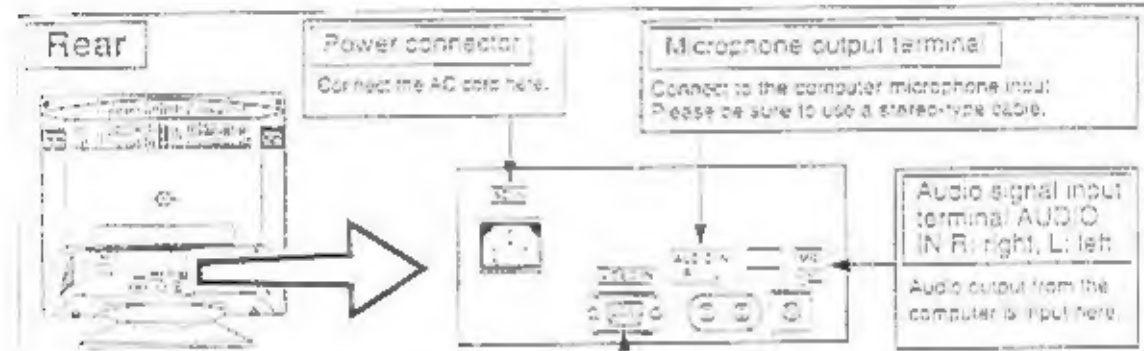 Rear
Power connector
Connect the AC cord here.
Microphone output terminal
Connect to the computer microphone input
Please be sure to use a stereo-type cable.
Audio signal input
terminal AUDIO
IN R: right, L: left
Audio output from the
computer is input here.